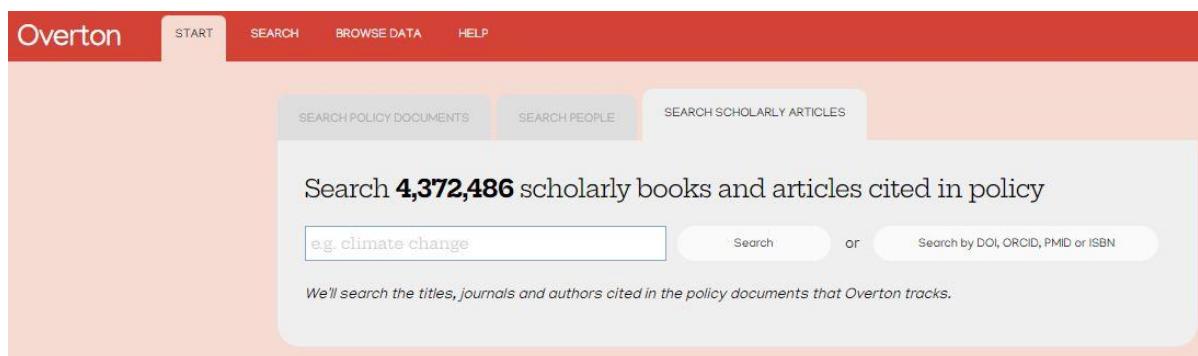 Overton START SEARCH BROWSE DATA HELP
SEARCH POLICY DOCUMENTS SEARCH PEOPLE SEARCH SCHOLARLY ARTICLES
Search 4,372,486 scholarly books and articles cited in policy
e.g. climate change Search or Search by DOI, ORCID, PMID or ISBN
We'll search the titles, journals and authors cited in the policy documents that Overton tracks.